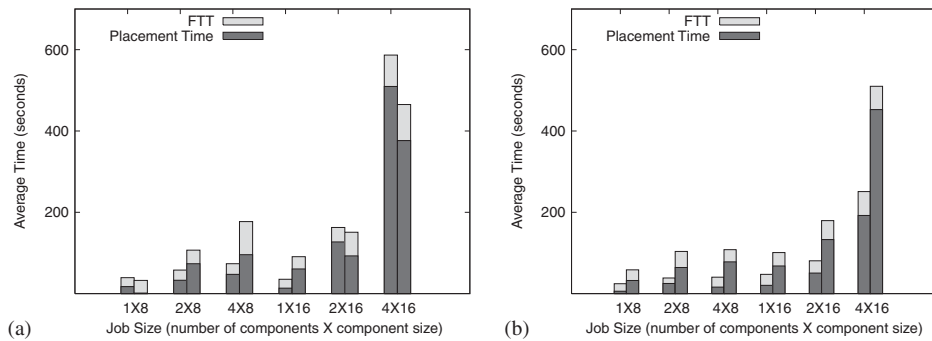 FTT
Placement Time
600
400
200
Average Time (seconds)
1X8 2X8 4X8 1X16 2X16 4X16
Job Size (number of components X component size)
(a)
FTT
Placement Time
600
400
200
Average Time (seconds)
1X8 2X8 4X8 1X16 2X16 4X16
Job Size (number of components X component size)
(b)